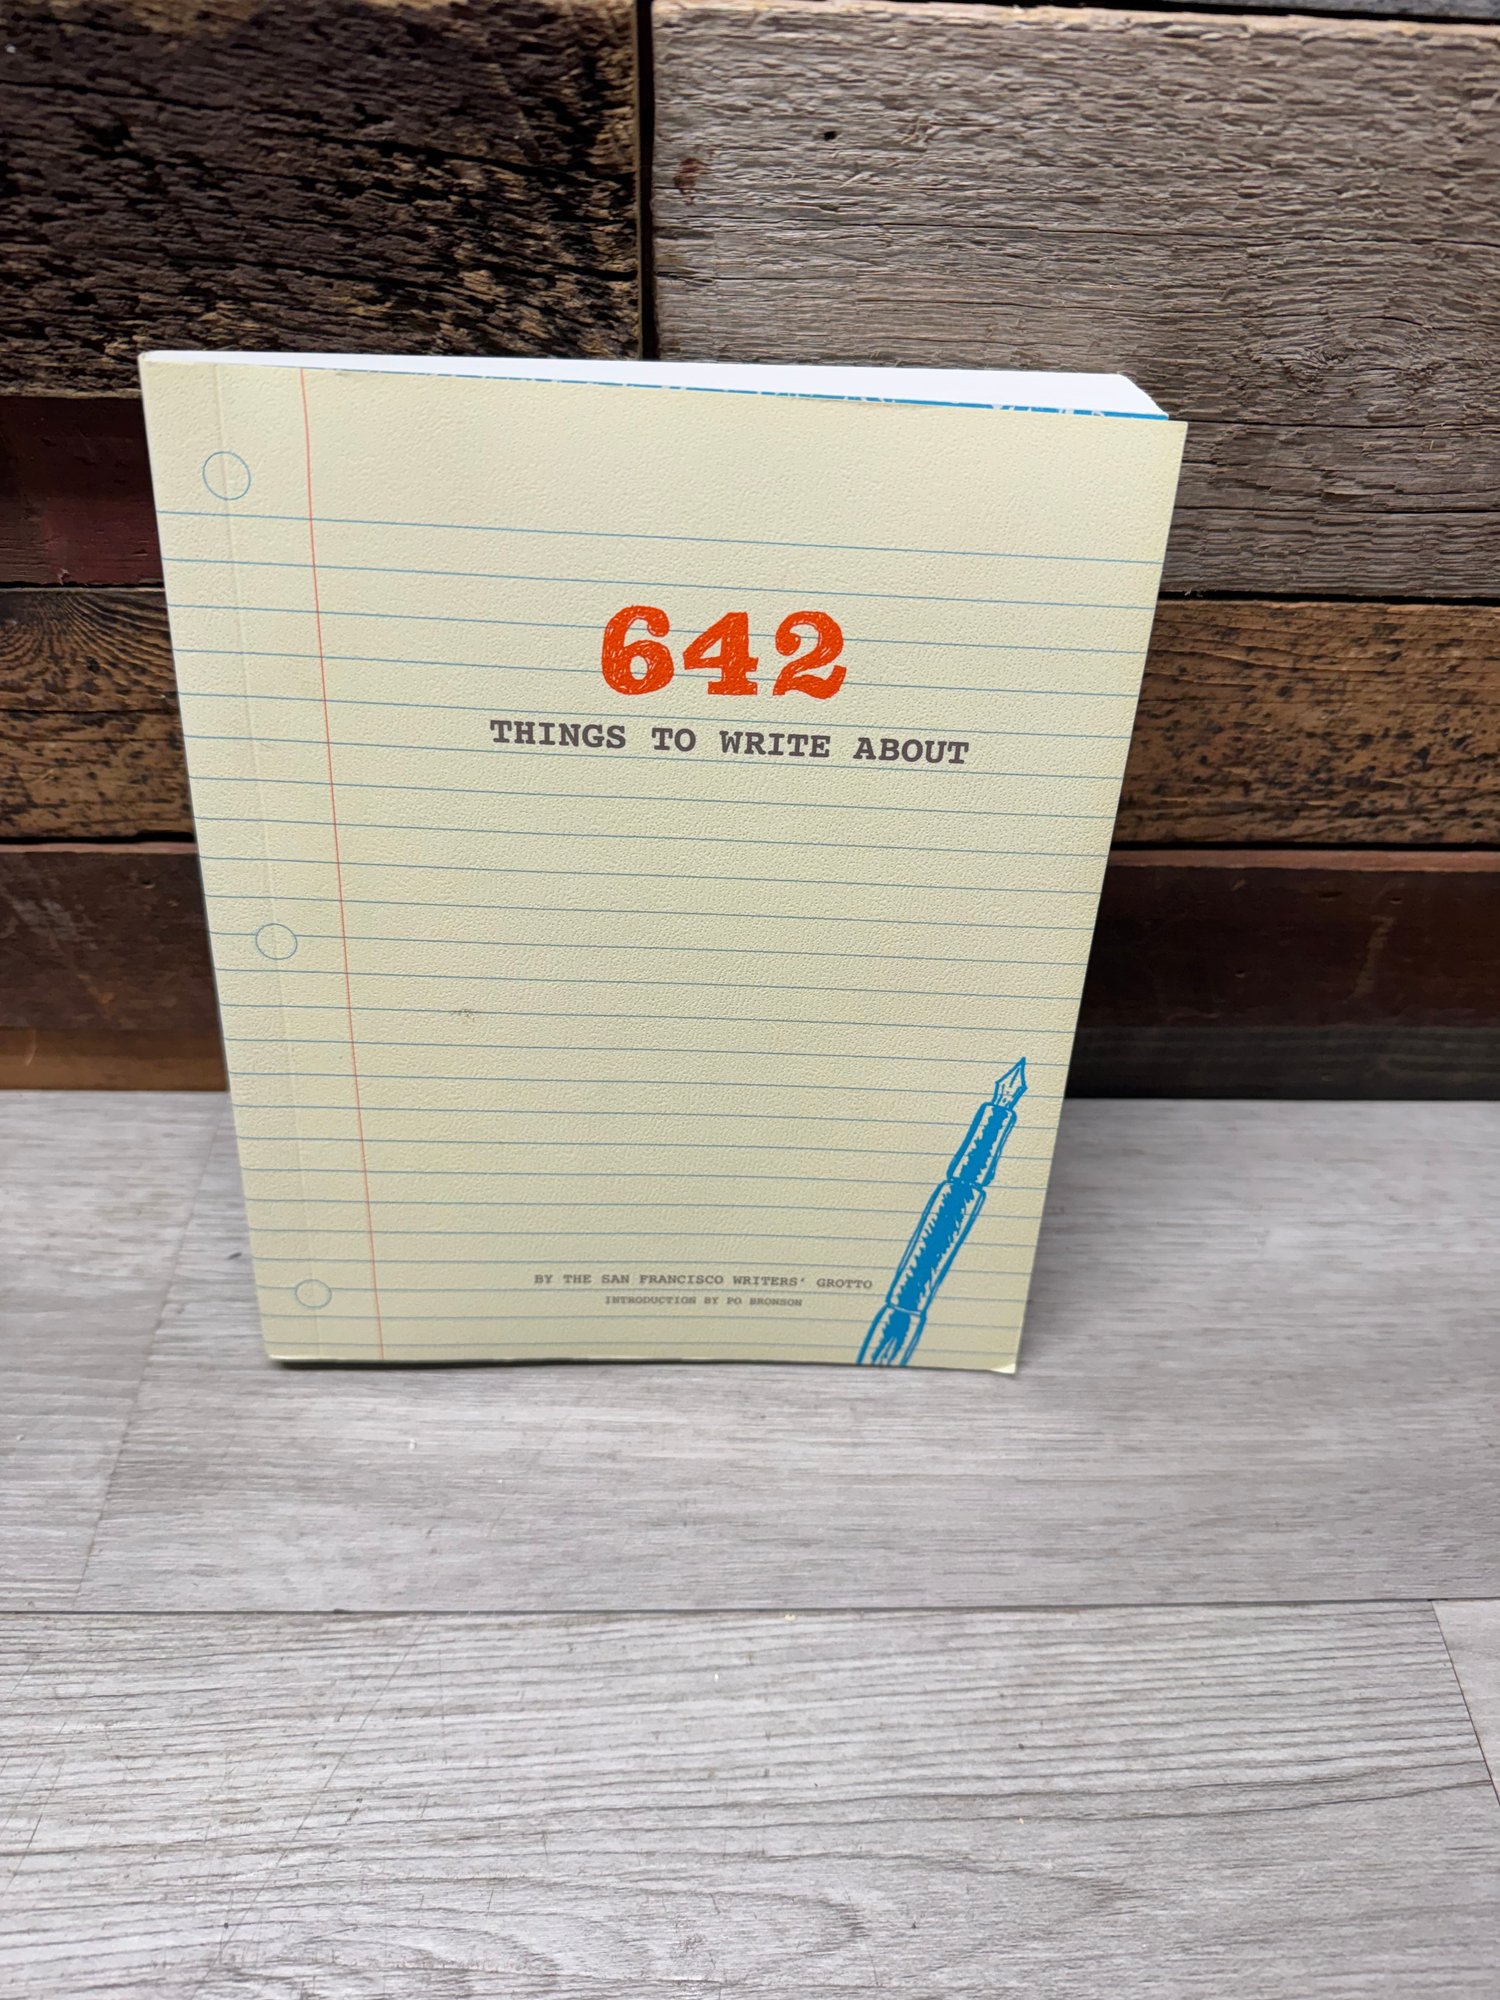 642
THINGS TO WRITE ABOUT
BY THE SAN FRANCISCO WRITERS' GROTTO
INTRODUCTION BY PO BRONSON